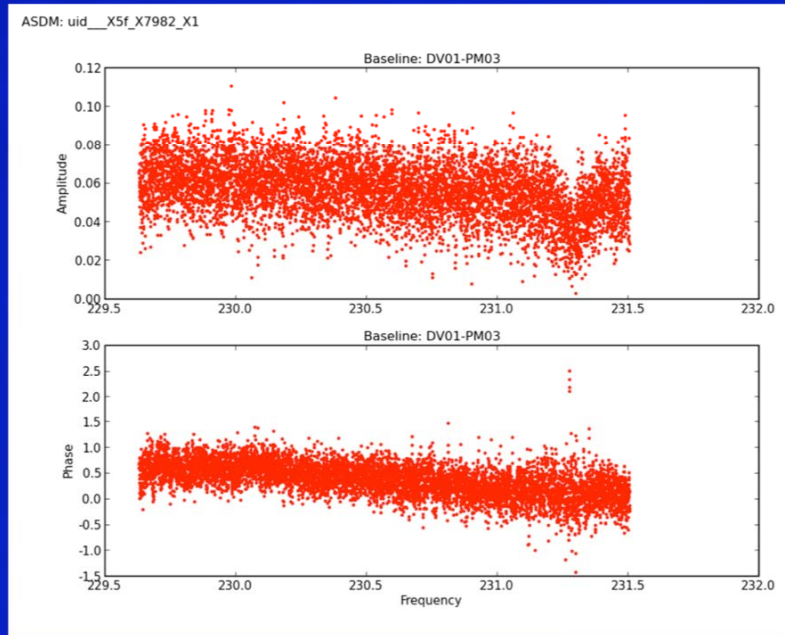 ASDM: uid___X5f_X7982_X1
Baseline: DV01-PM03
0.12
0.10
0.08
0.06
0.04
0.02
0.00
Amplitude
229.5 230.0 230.5 231.0 231.5 232.0
Baseline: DV01-PM03
3.0
2.5
2.0
1.5
1.0
0.5
0.0
-0.5
-1.0
-1.5
Phase
229.5 230.0 230.5 231.0 231.5 232.0
Frequency